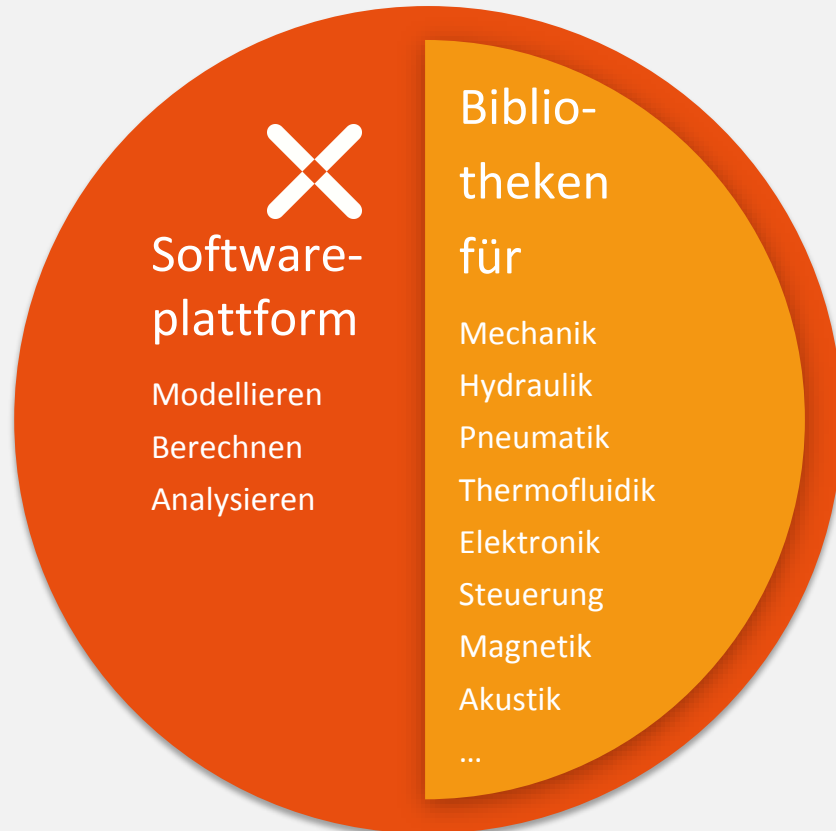 Software-
plattform
Modellieren
Berechnen
Analysieren
Biblio-
theken
für
Mechanik
Hydraulik
Pneumatik
Thermofluidik
Elektronik
Steuerung
Magnetik
Akustik
...